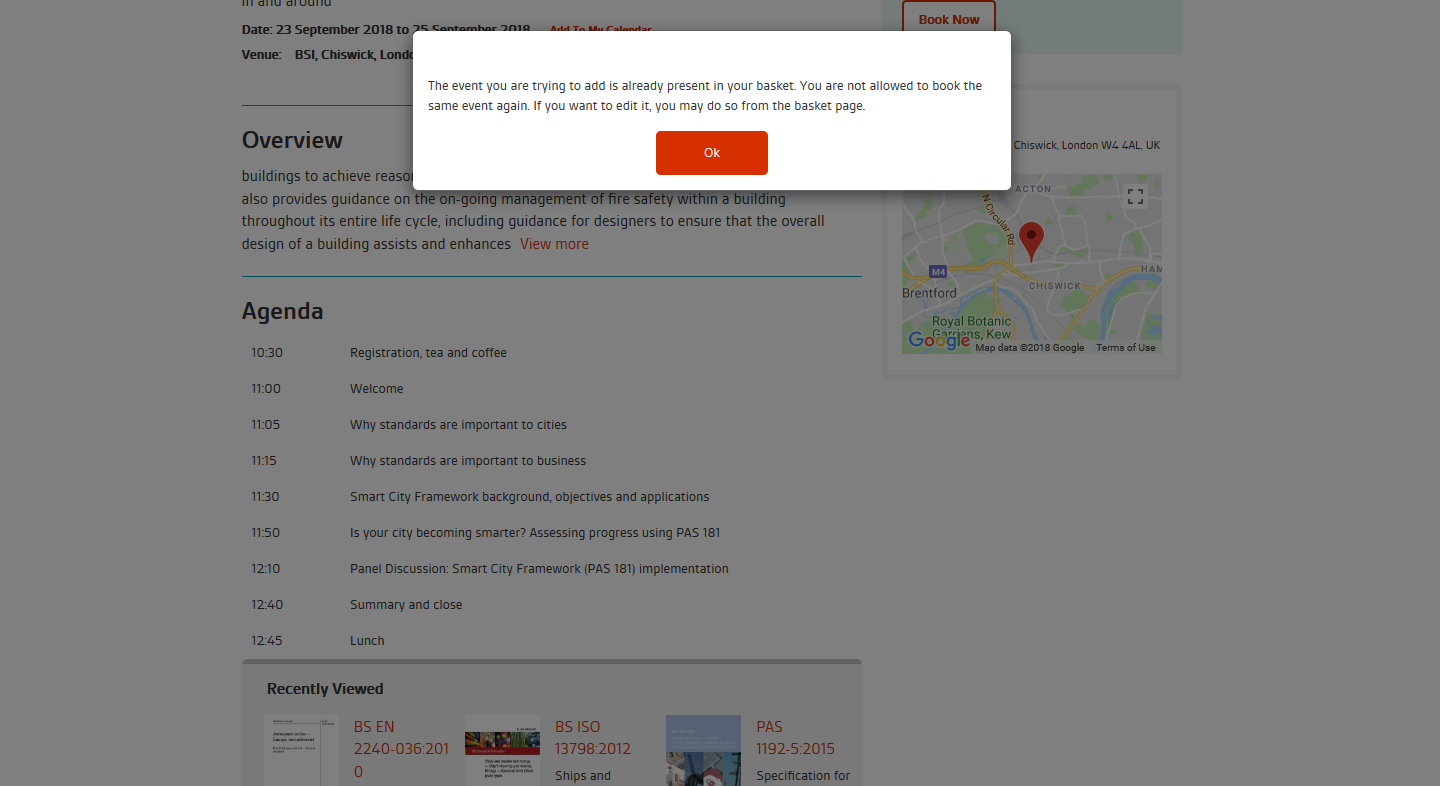 in and around
Date: 23 September 2018 to 25 September 2018 Add To My Calendar
Venue: BSI, Chiswick, Londo
Book Now
The event you are trying to add is already present in your basket. You are not allowed to book the
same event again. If you want to edit it, you may do so from the basket page.
Ok
Chiswick, London W4 4AL, UK
Overview
buildings to achieve reaso
also provides guidance on the on-going management of fire safety within a building
throughout its entire life cycle, including guidance for designers to ensure that the overall
design of a building assists and enhances View more
ACTON
N Circular Rd
M4
HAM
CHISWICK
Brentford
Royal Botanic
Gardens, Kew
Google
Map data ©2018 Google Terms of Use
Agenda
10:30 Registration, tea and coffee
11:00 Welcome
11:05 Why standards are important to cities
11:15 Why standards are important to business
11:30 Smart City Framework background, objectives and applications
11:50 Is your city becoming smarter? Assessing progress using PAS 181
12:10 Panel Discussion: Smart City Framework (PAS 181) implementation
12:40 Summary and close
12:45 Lunch
Recently Viewed
BS EN
2240-036:201
0
BS ISO
13798:2012
Ships and
PAS
1192-5:2015
Specification for